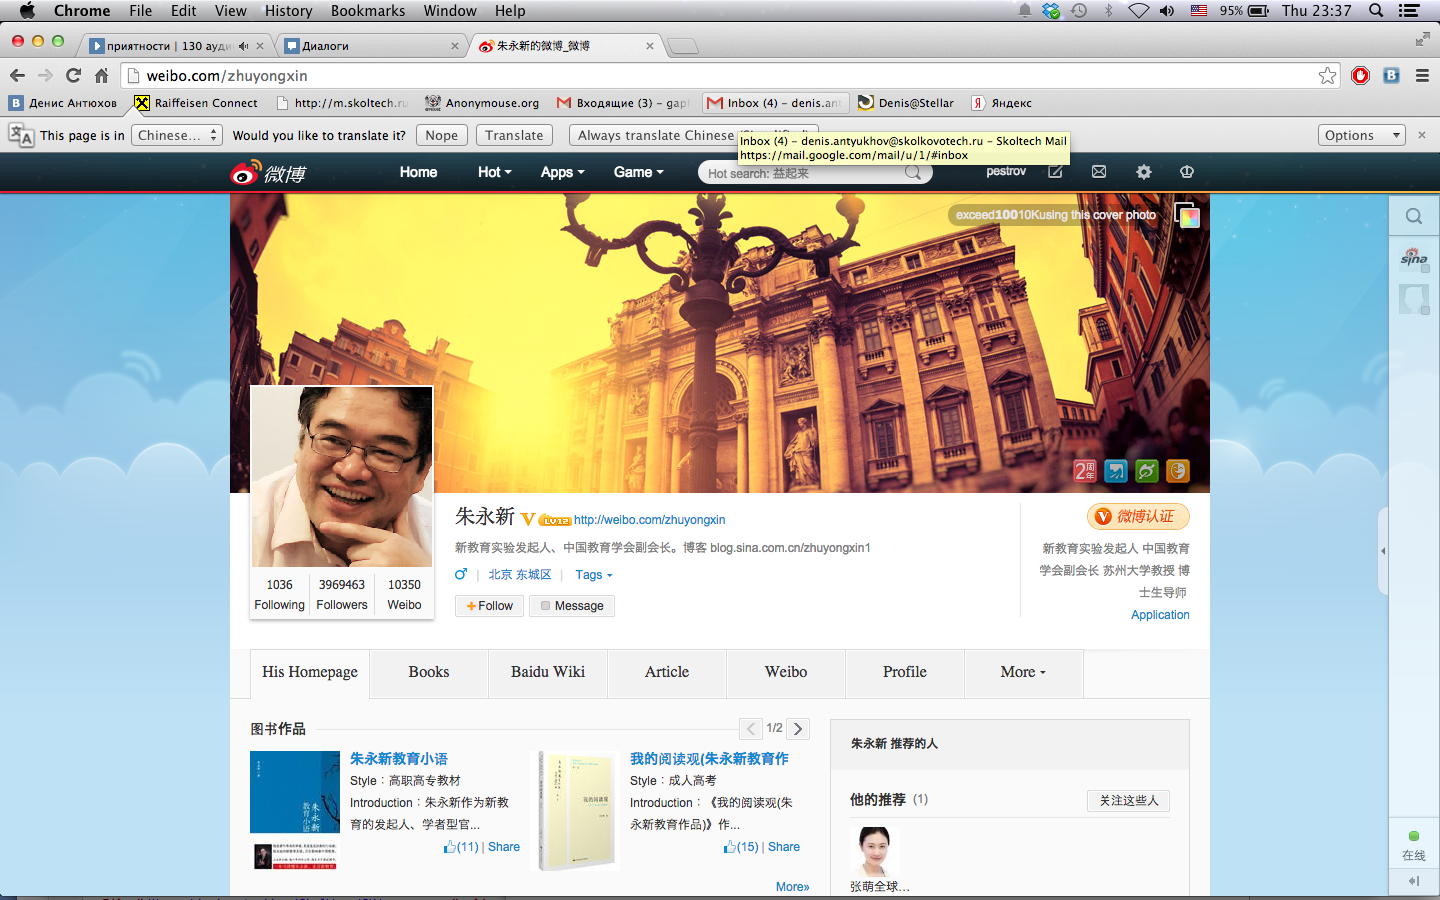 Chrome File Edit View History Bookmarks Window Help 95% Thu 23:37
приятности | 130 ауди
Диалоги
朱永新的微博_微博
weibo.com/zhuyongxin
Денис Антюхов
Raiffeisen Connect
http://m.skoltech.ru
Anonymouse.org
Входящие (3) – gap
Inbox (4) – denis.an
Denis@Stellar
Яндекс
This page is in Chinese... Would you like to translate it? Nope Translate Always translate Chinese Options
Inbox (4) – denis.antyukhov@skolkovotech.ru – Skoltech Mail
https://mail.google.com/mail/u/1/#inbox
微博 Home Hot Apps Game Hot search: 益起来 pestrov
exceed10010Kusing this cover photo
2周年
朱永新 V LV12 http://weibo.com/zhuyongxin
新教育实验发起人、中国教育学会副会长。博客 blog.sina.com.cn/zhuyongxin1
♂ | 北京 东城区 | Tags
+ Follow Message
1036 3969463 10350
Following Followers Weibo
V 微博认证
新教育实验发起人 中国教育
学会副会长 苏州大学教授 博
士生导师
Application
His Homepage Books Baidu Wiki Article Weibo Profile More
图书作品 1/2
朱永新教育小语
Style：高职高专教材
Introduction：朱永新作为新教
育的发起人、学者型官...
(11) | Share
朱永新
教育小语
我的阅读观(朱永新教育作
Style：成人高考
Introduction：《我的阅读观(朱
永新教育作品)》作...
(15) | Share
我的阅读观
More»
朱永新 推荐的人
他的推荐 (1) 关注这些人
张萌全球...
sina
在线